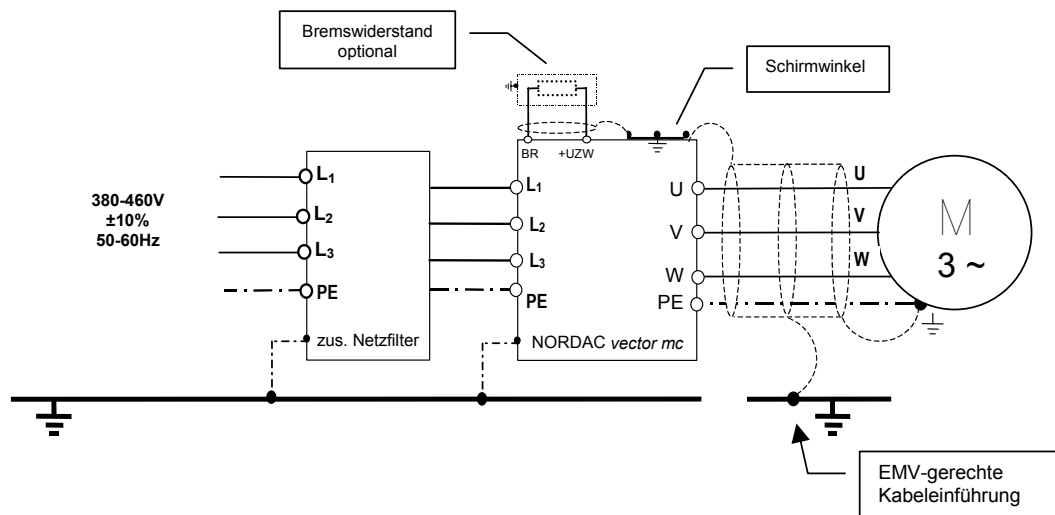 Bremswiderstand
optional
Schirmwinkel
BR
+UZW
380-460V
±10%
50-60Hz
L1
L2
L3
PE
zus. Netzfilter
L1
L2
L3
PE
U
V
W
PE
NORDAC vector mc
U
V
W
M
3 ~
EMV-gerechte
Kabeleinführung